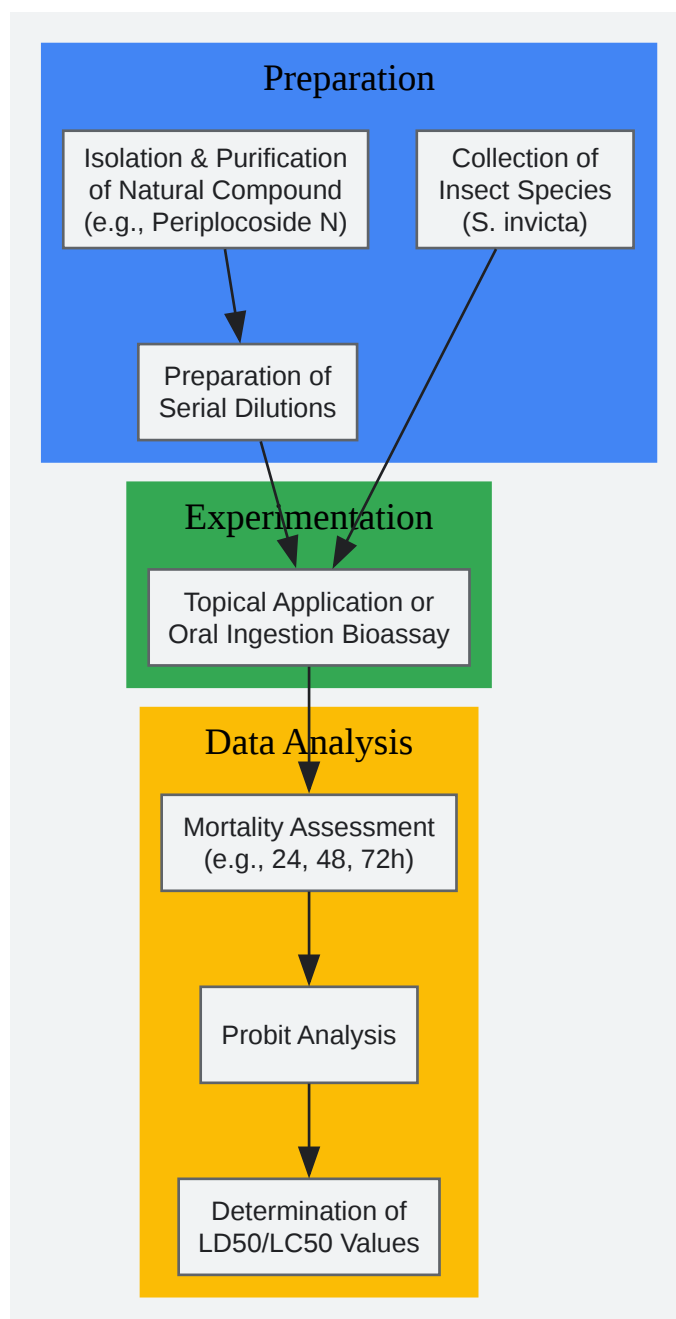 Preparation
Isolation & Purification
of Natural Compound
(e.g., Periplocoside N)
Collection of
Insect Species
(S. invicta)
Preparation of
Serial Dilutions
Experimentation
Topical Application or
Oral Ingestion Bioassay
Data Analysis
Mortality Assessment
(e.g., 24, 48, 72h)
Probit Analysis
Determination of
LD50/LC50 Values